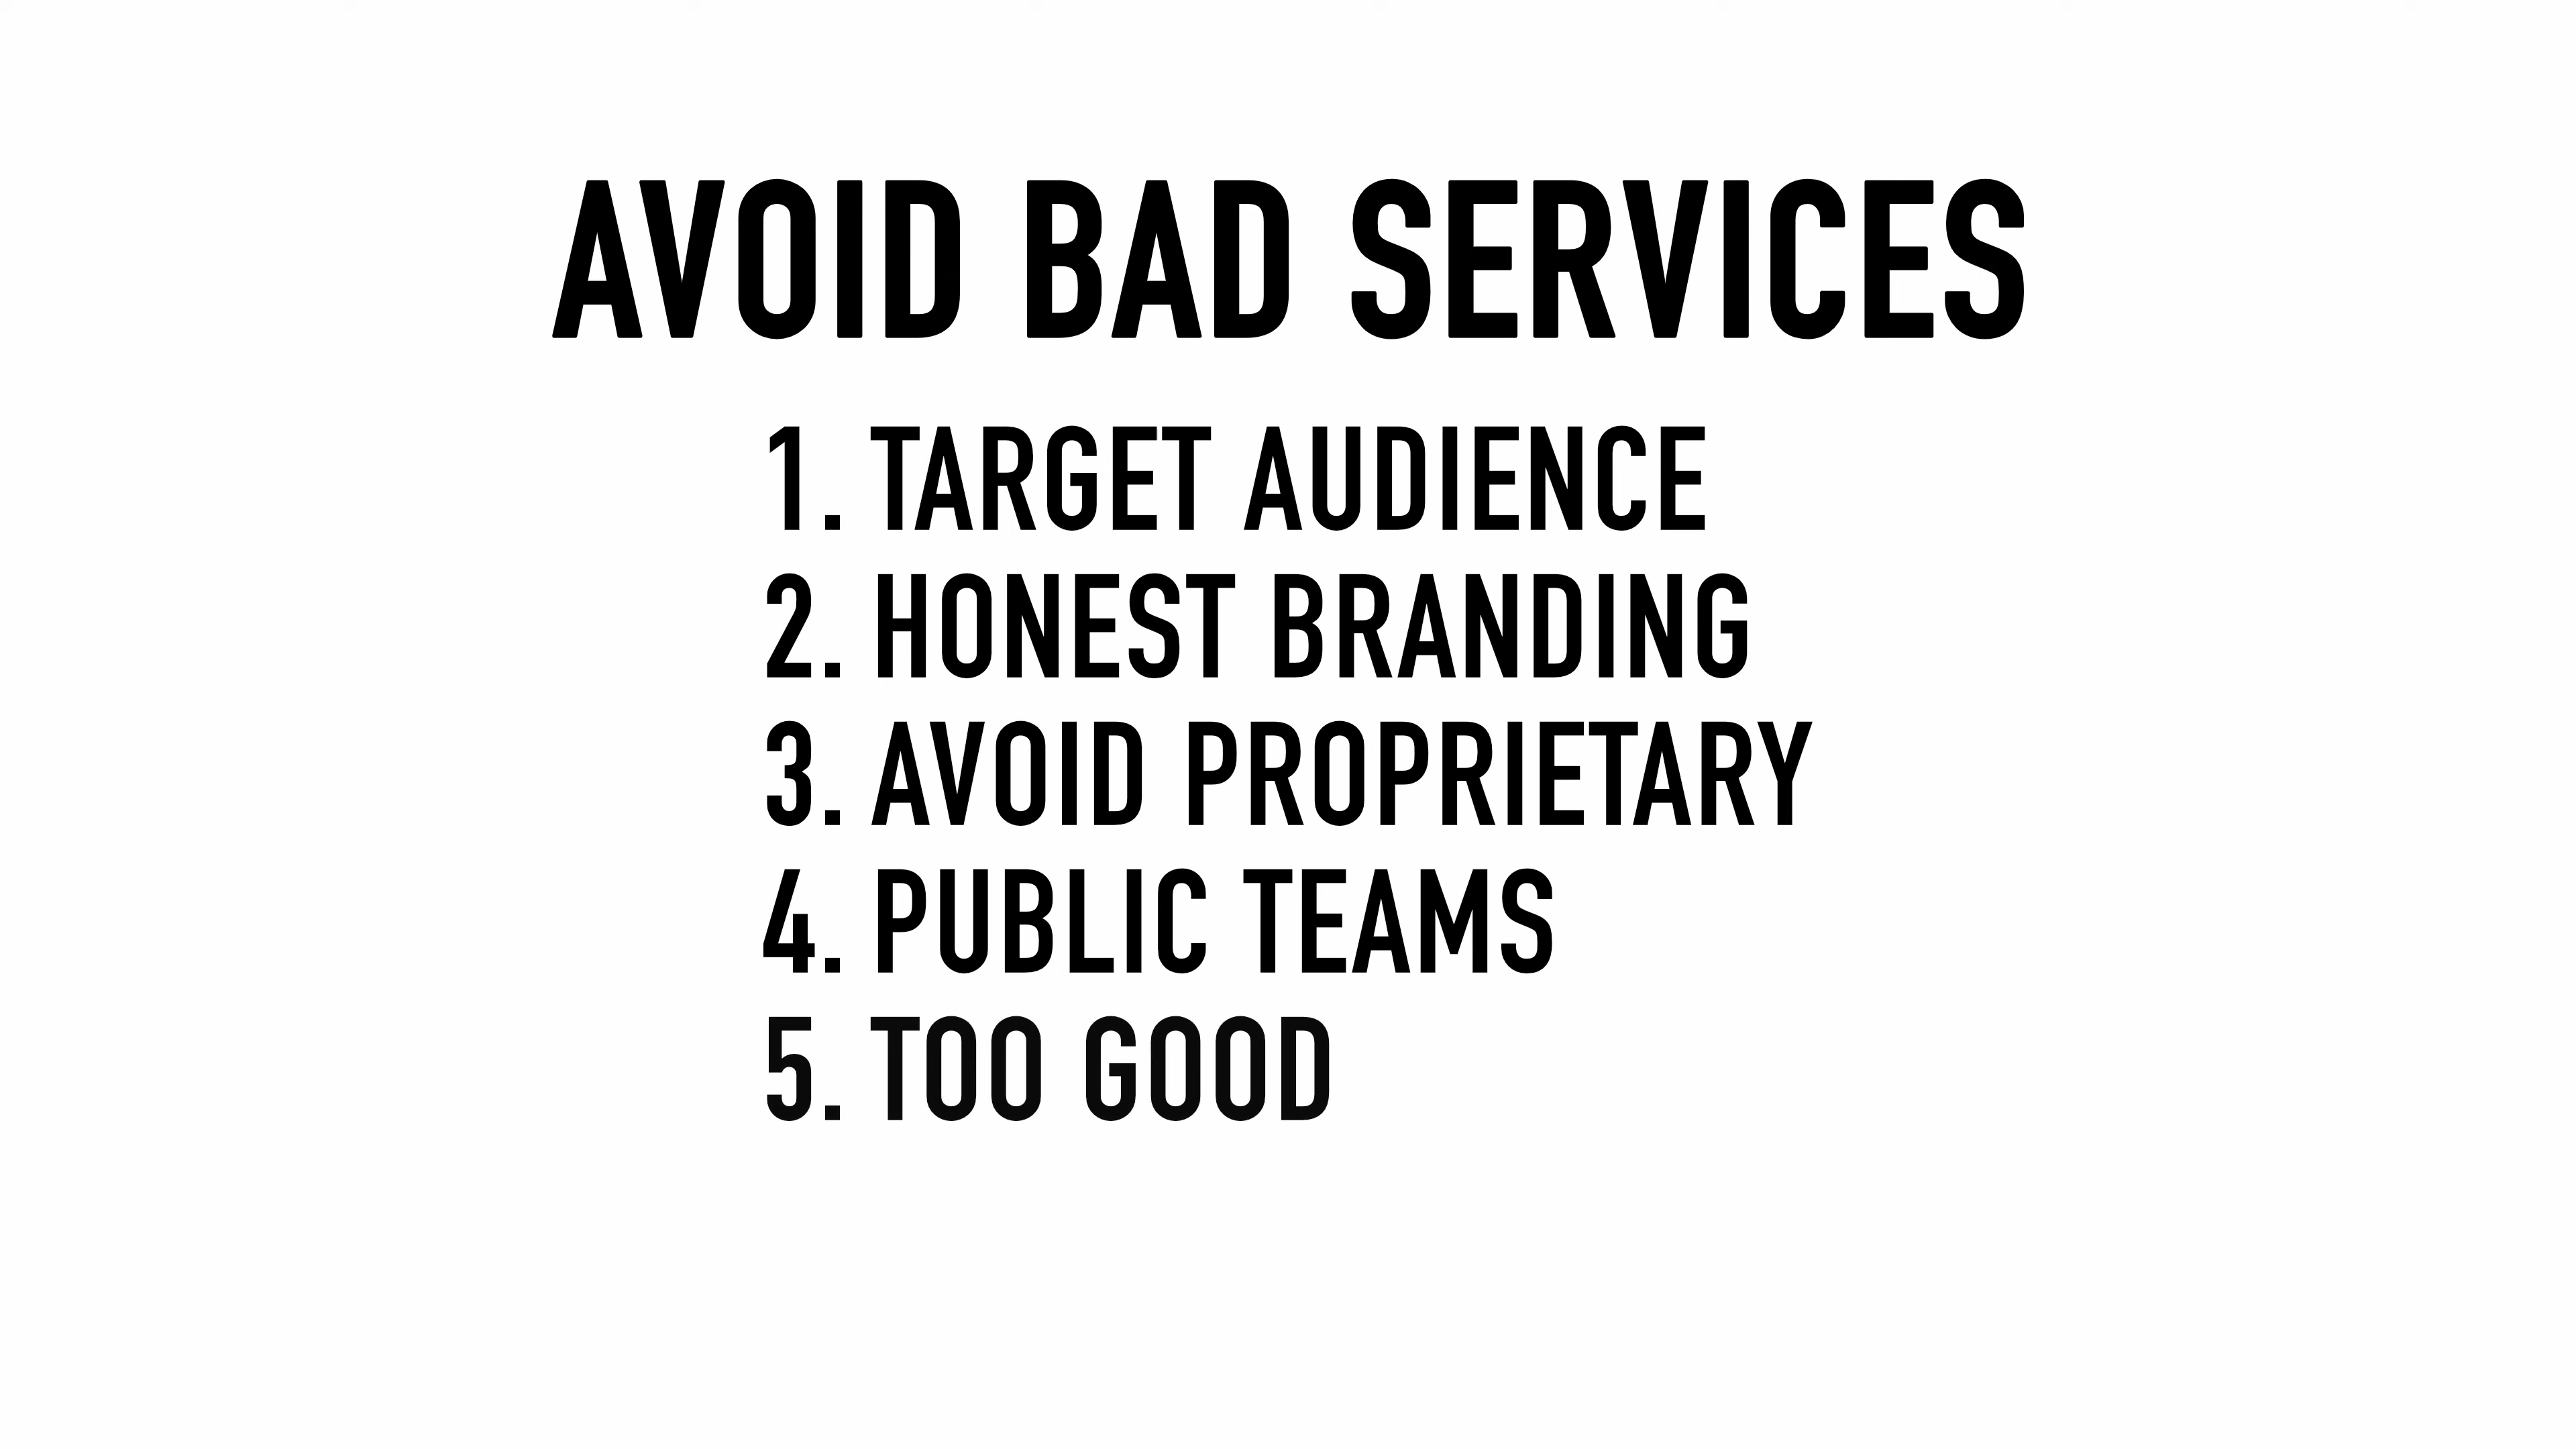 AVOID BAD SERVICES
1. TARGET AUDIENCE
2. HONEST BRANDING
3. AVOID PROPRIETARY
4. PUBLIC TEAMS
5. TOO GOOD